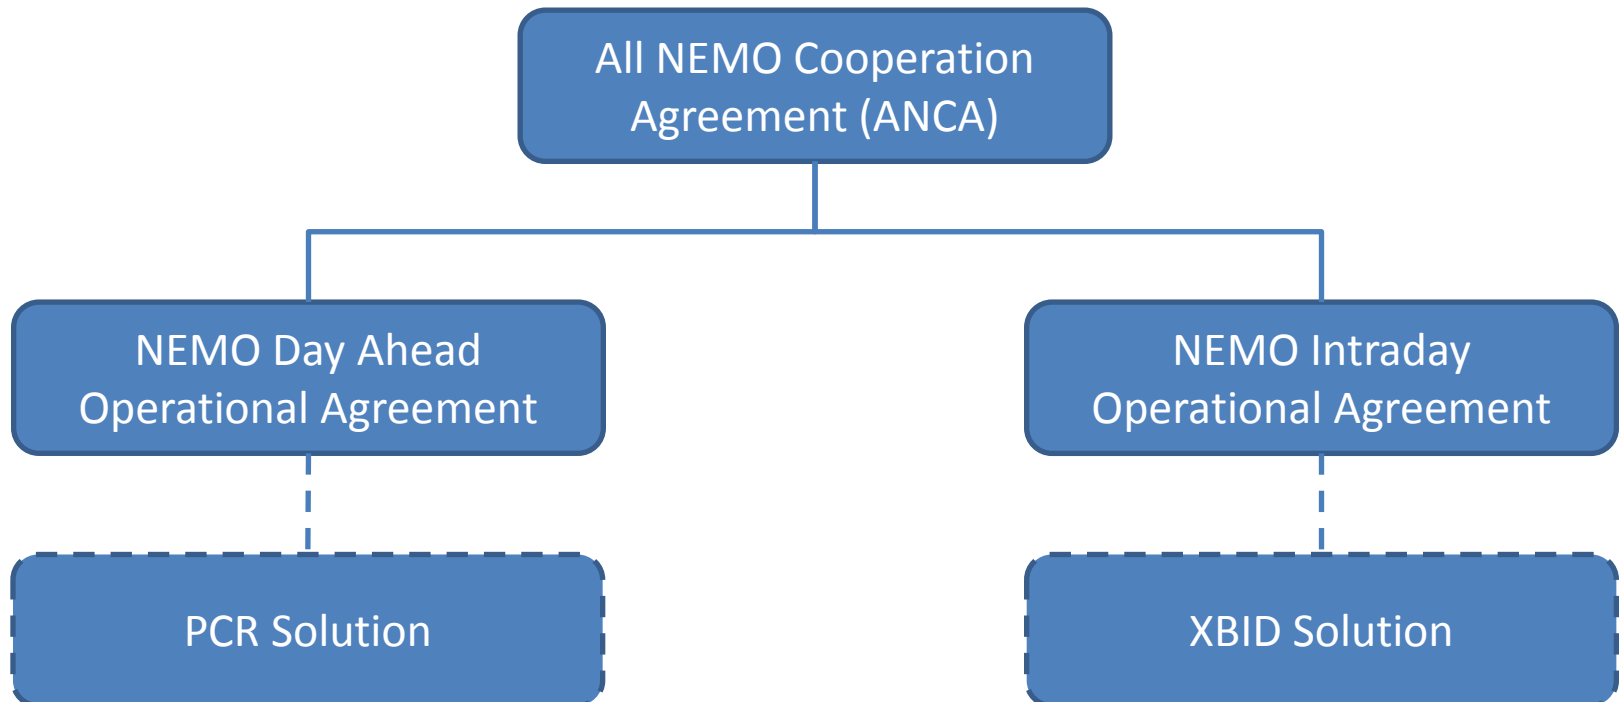 All NEMO Cooperation
Agreement (ANCA)
NEMO Day Ahead
Operational Agreement
NEMO Intraday
Operational Agreement
PCR Solution
XBID Solution